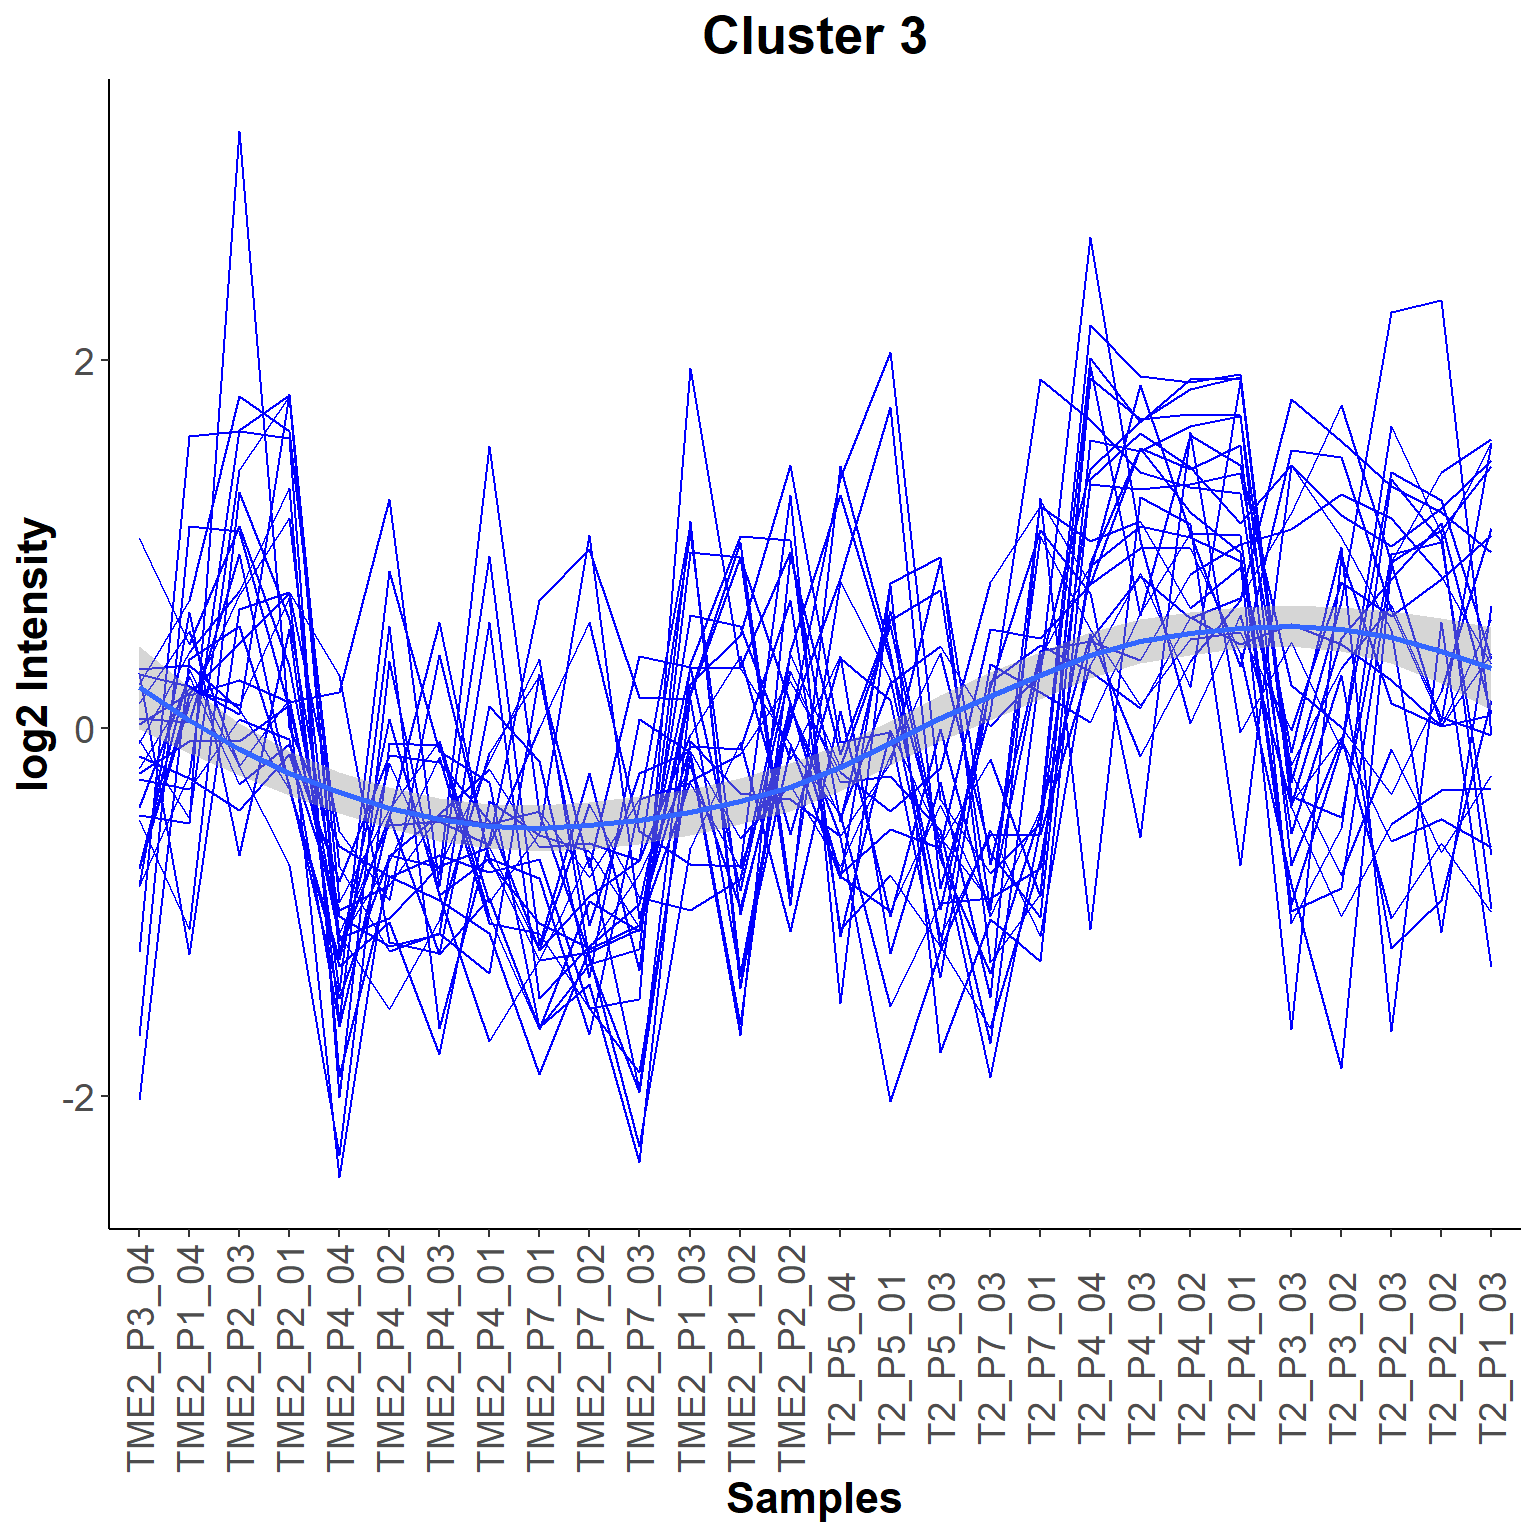 Cluster 3
log2 Intensity
2
0
-2
TME2_P3_04
TME2_P1_04
TME2_P2_03
TME2_P2_01
TME2_P4_04
TME2_P4_02
TME2_P4_03
TME2_P4_01
TME2_P7_01
TME2_P7_02
TME2_P7_03
TME2_P1_03
TME2_P1_02
TME2_P2_02
T2_P5_04
T2_P5_01
T2_P5_03
T2_P7_03
T2_P7_01
T2_P4_04
T2_P4_03
T2_P4_02
T2_P4_01
T2_P3_03
T2_P3_02
T2_P2_03
T2_P2_02
T2_P1_03
Samples